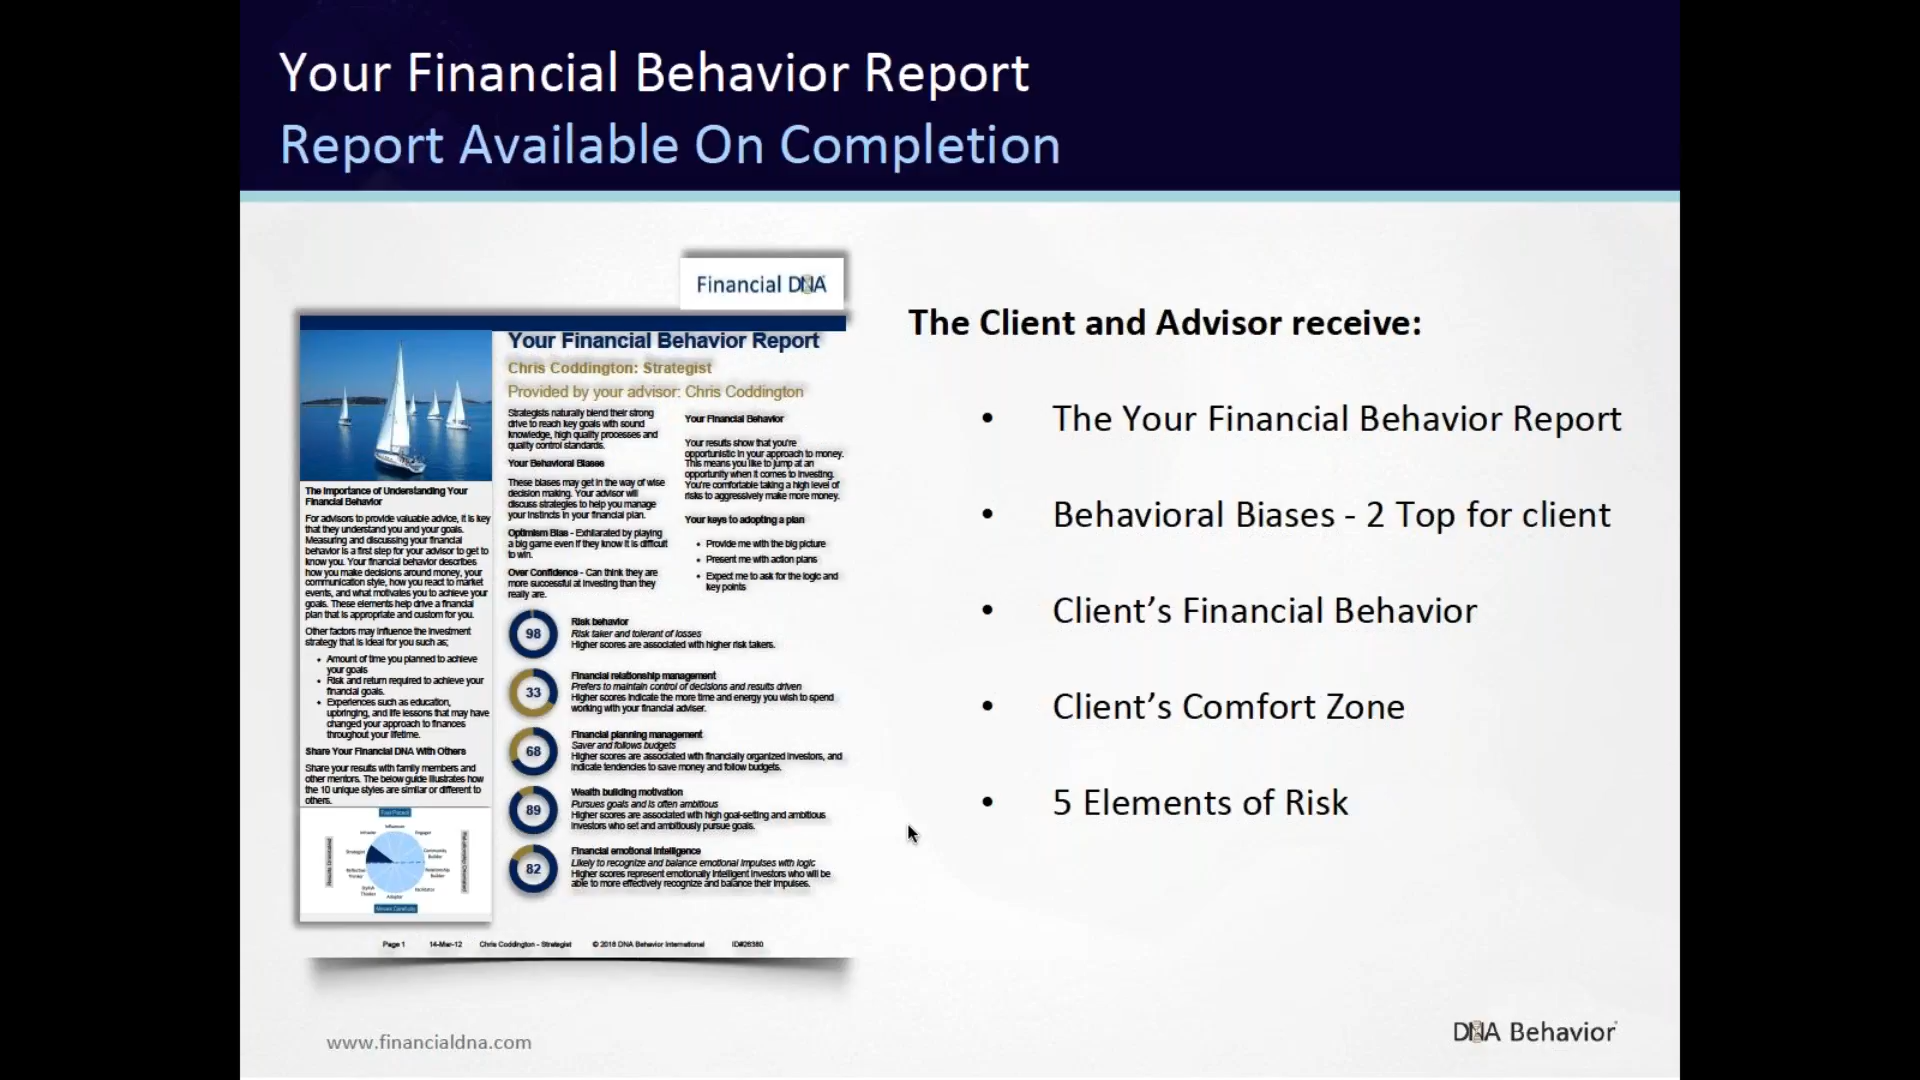 Your Financial Behavior Report
Report Available On Completion
Financial DNA
Your Financial Behavior Report
Chris Coddington: Strategist
Provided by your advisor: Chris Coddington
The Importance of Understanding Your
Financial Behavior
For advisors to provide valuable advice, it is key
that they understand you and your goals.
Measuring and discussing your financial
behavior is a first step for your advisor to get to
know you. Your financial behavior describes
how you make decisions around money, your
communication style, how you react to market
events, and what motivates you to achieve your
goals. These elements help drive a financial
plan that is appropriate and custom for you.
Other factors may influence the investment
strategy that is ideal for you such as;
• Amount of time you planned to achieve
your goals
• Risk and return required to achieve your
financial goals.
• Experiences such as education,
upbringing, and life lessons that may have
changed your approach to finances
throughout your lifetime.
Share Your Financial DNA With Others
Share your results with family members and
other mentors. The below guide illustrates how
the 10 unique styles are similar or different to
others.
Fast Paced
Influencer
Initiator
Engager
Strategist
Community
Builder
Reflective
Thinker
Relationship
Builder
Stylish
Thinker
Facilitator
Adapter
Strategists naturally blend their strong
drive to reach key goals with sound
knowledge, high quality processes and
quality control standards.
Your Behavioral Biases
These biases may get in the way of wise
decision making. Your advisor will
discuss strategies to help you manage
your instincts in your financial plan.
Optimism Bias - Exhilarated by playing
a big game even if they know it is difficult
to win.
Over Confidence - Can think they are
more successful at investing than they
really are.
Your Financial Behavior
Your results show that you're
opportunistic in your approach to money.
This means you like to jump at an
opportunity when it comes to investing.
You're comfortable taking a high level of
risks to aggressively make more money.
Your keys to adopting a plan
• Provide me with the big picture
• Present me with action plans
• Expect me to ask for the logic and
key points
98
Risk behavior
Risk taker and tolerant of losses
Higher scores are associated with higher risk takers.
33
Financial relationship management
Prefers to maintain control of decisions and results driven
Higher scores indicate the more time and energy you wish to spend
working with your financial adviser.
68
Financial planning management
Saver and follows budgets
Higher scores are associated with financially organized investors, and
indicate tendencies to save money and follow budgets.
89
Wealth building motivation
Pursues goals and is often ambitious
Higher scores are associated with high goal-setting and ambitious
investors who set and ambitiously pursue goals.
82
Financial emotional intelligence
Likely to recognize and balance emotional impulses with logic
Higher scores represent emotionally intelligent investors who will be
able to more effectively recognize and balance their impulses.
Page 1 14-Mar-12 Chris Coddington - Strategist © 2016 DNA Behavior International ID#26380
The Client and Advisor receive:
• The Your Financial Behavior Report
• Behavioral Biases - 2 Top for client
• Client’s Financial Behavior
• Client’s Comfort Zone
• 5 Elements of Risk
www.financialdna.com
DNA Behavior